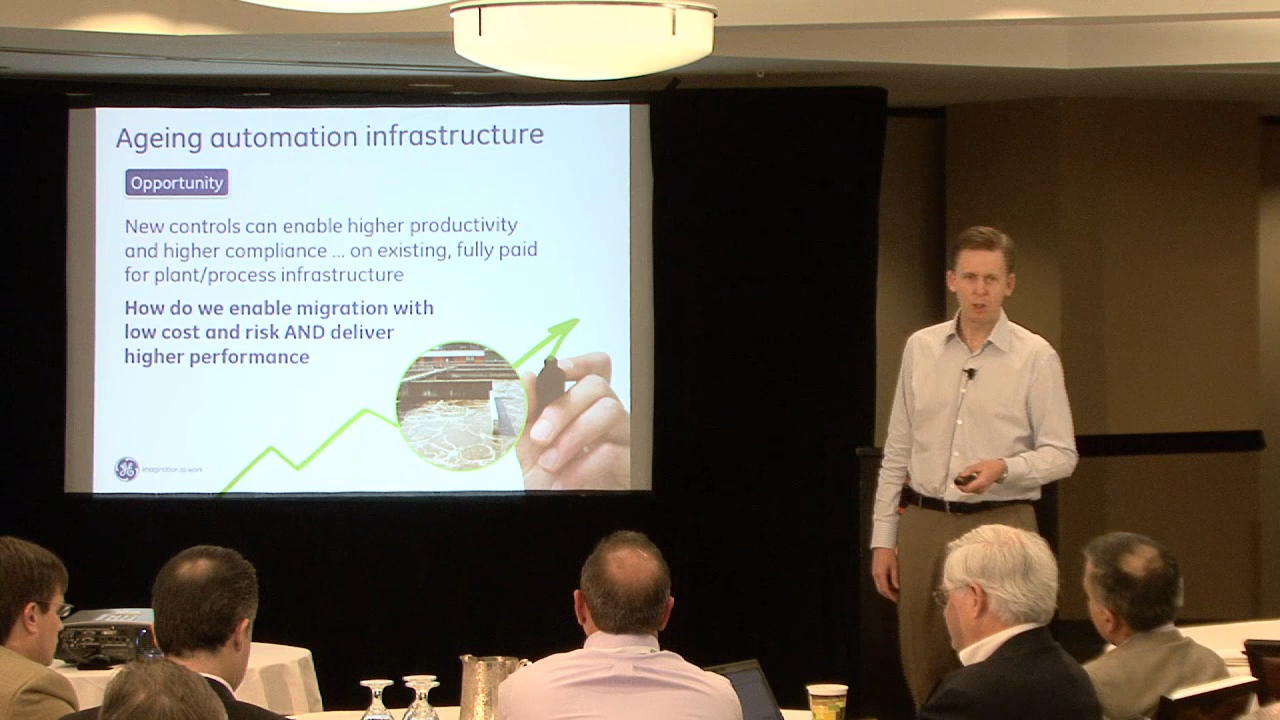 Ageing automation infrastructure
Opportunity
New controls can enable higher productivity
and higher compliance ... on existing, fully paid
for plant/process infrastructure
How do we enable migration with
low cost and risk AND deliver
higher performance
imagination at work